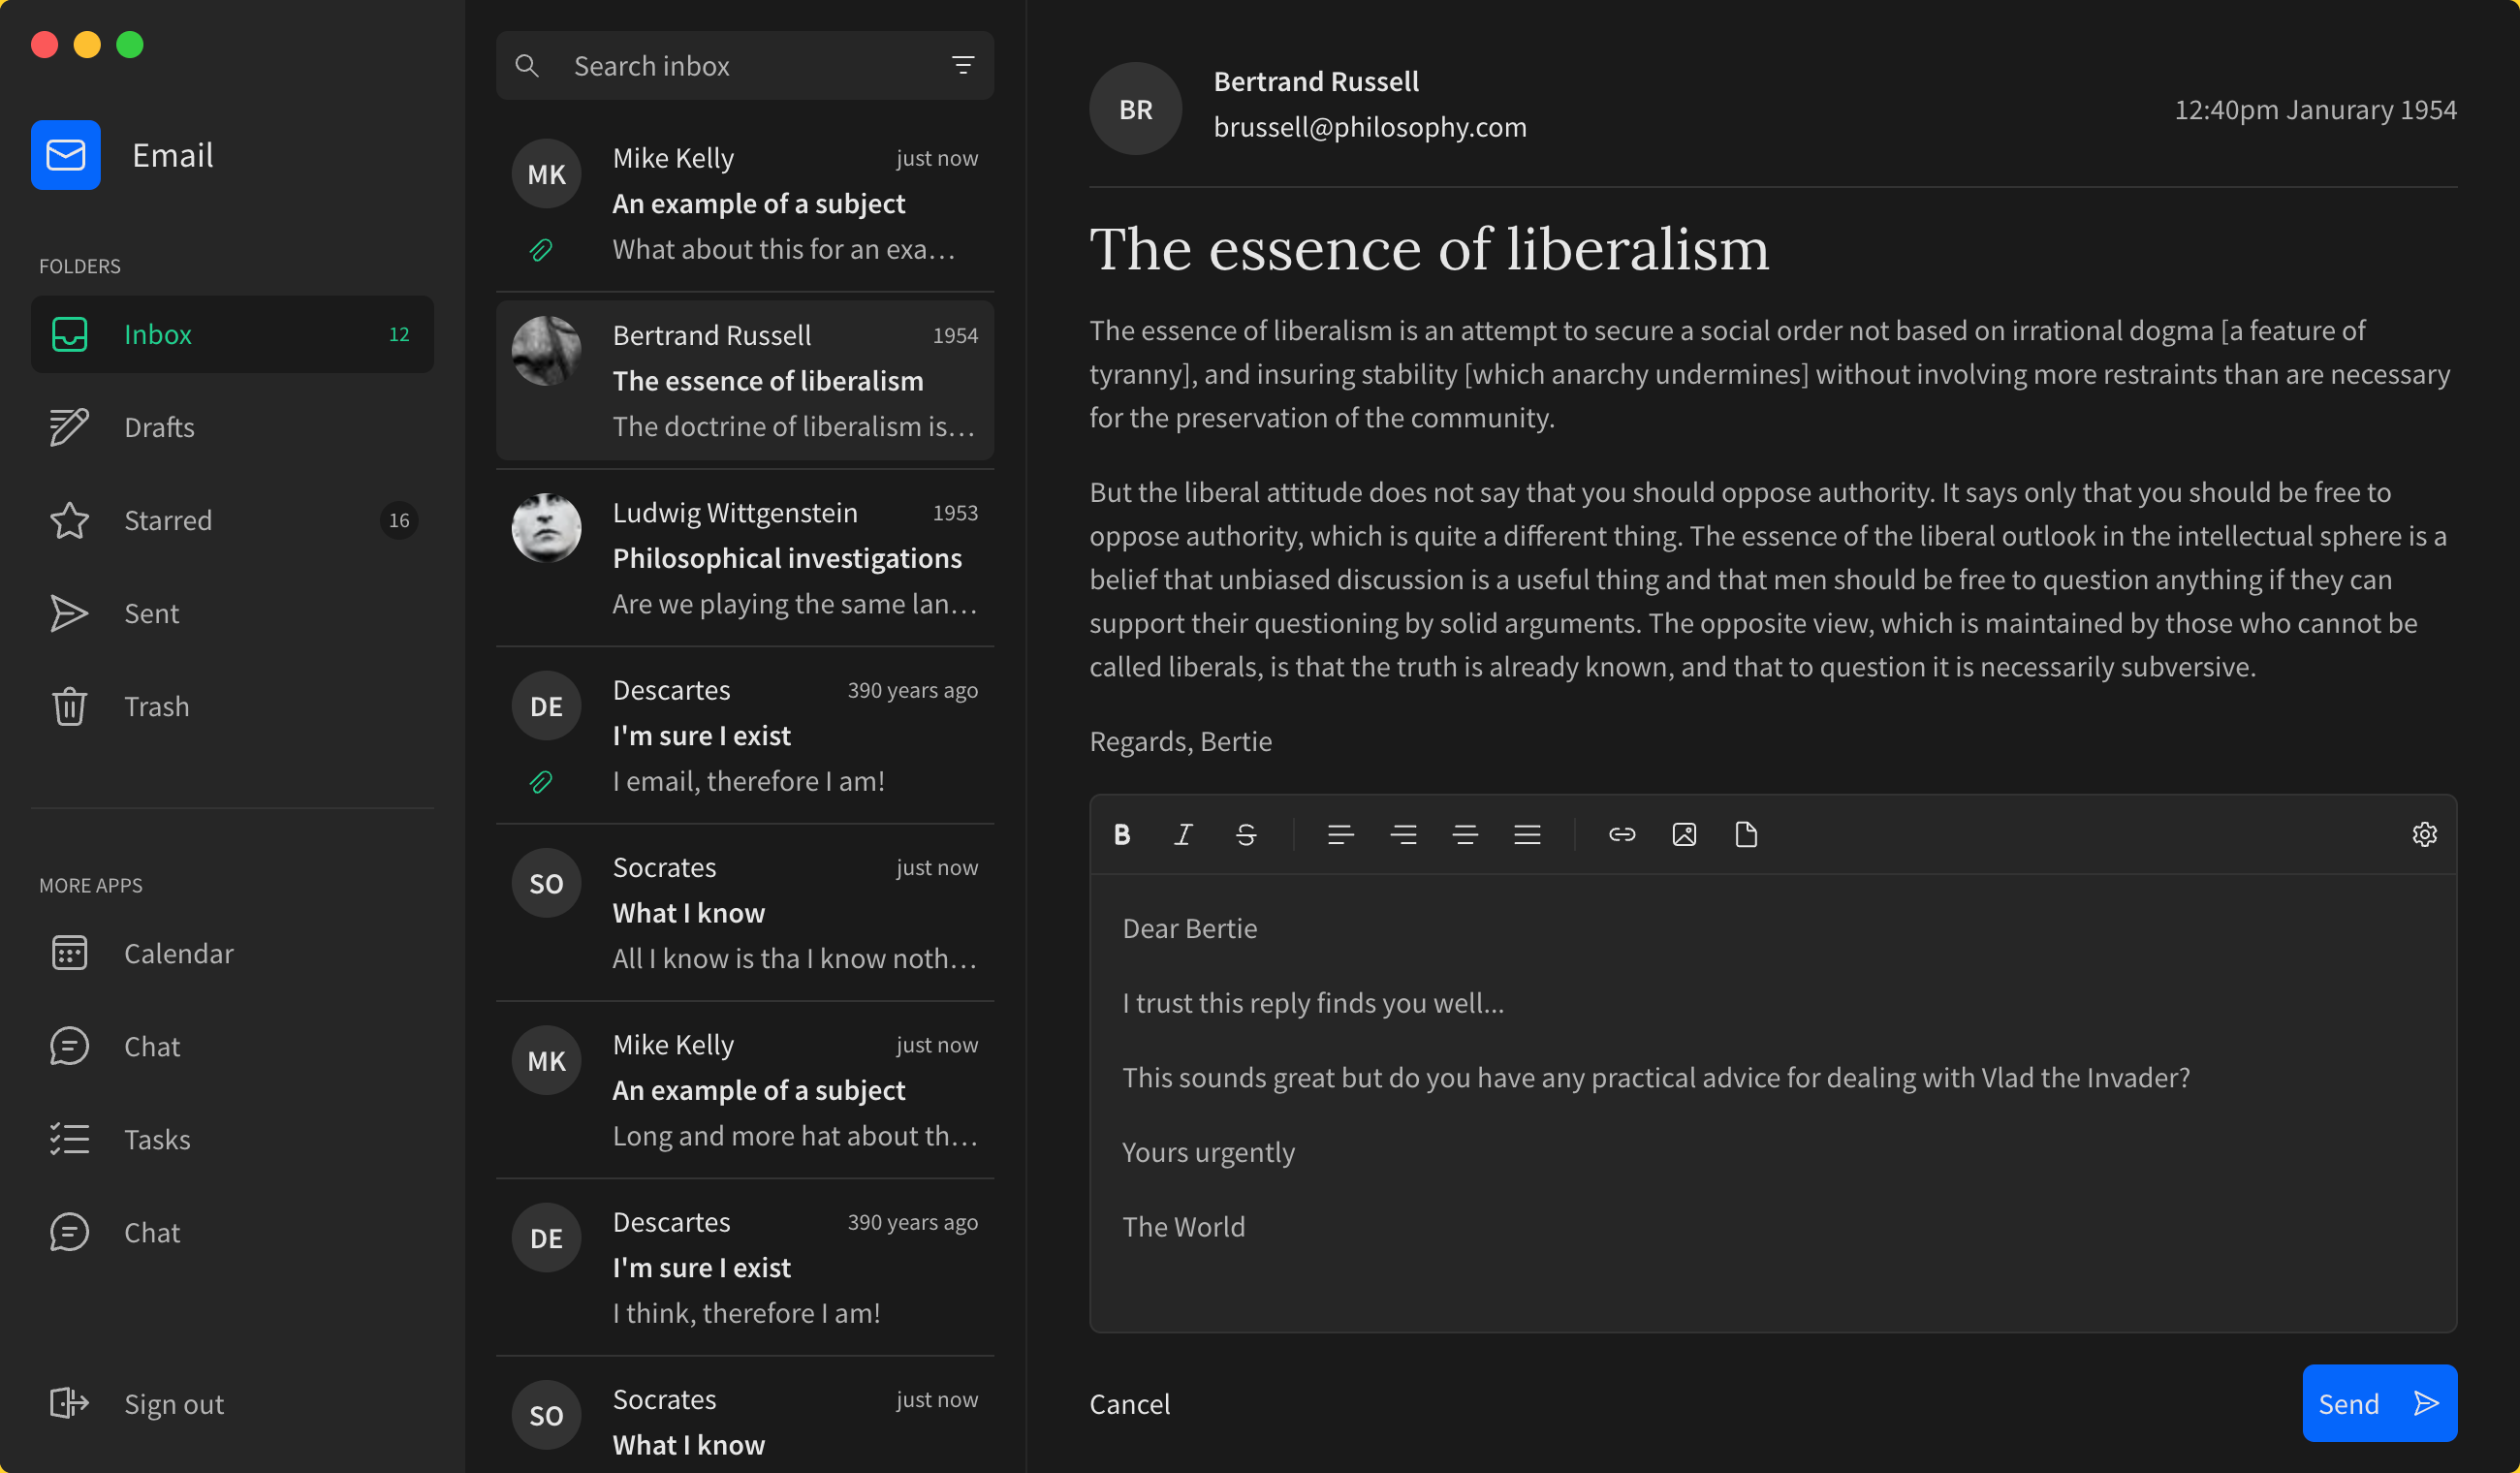 Email
FOLDERS
Inbox 12
Drafts
Starred 16
Sent
Trash
MORE APPS
Calendar
Chat
Tasks
Chat
Sign out
Search inbox
MK Mike Kelly just now
An example of a subject
What about this for an exa...
Bertrand Russell 1954
The essence of liberalism
The doctrine of liberalism is...
Ludwig Wittgenstein 1953
Philosophical investigations
Are we playing the same lan...
DE Descartes 390 years ago
I'm sure I exist
I email, therefore I am!
SO Socrates just now
What I know
All I know is tha I know noth...
MK Mike Kelly just now
An example of a subject
Long and more hat about th...
DE Descartes 390 years ago
I'm sure I exist
I think, therefore I am!
SO Socrates just now
What I know
BR Bertrand Russell
brussell@philosophy.com
12:40pm Janurary 1954
The essence of liberalism
The essence of liberalism is an attempt to secure a social order not based on irrational dogma [a feature of
tyranny], and insuring stability [which anarchy undermines] without involving more restraints than are necessary
for the preservation of the community.
But the liberal attitude does not say that you should oppose authority. It says only that you should be free to
oppose authority, which is quite a different thing. The essence of the liberal outlook in the intellectual sphere is a
belief that unbiased discussion is a useful thing and that men should be free to question anything if they can
support their questioning by solid arguments. The opposite view, which is maintained by those who cannot be
called liberals, is that the truth is already known, and that to question it is necessarily subversive.
Regards, Bertie
B I S
Dear Bertie
I trust this reply finds you well...
This sounds great but do you have any practical advice for dealing with Vlad the Invader?
Yours urgently
The World
Cancel
Send